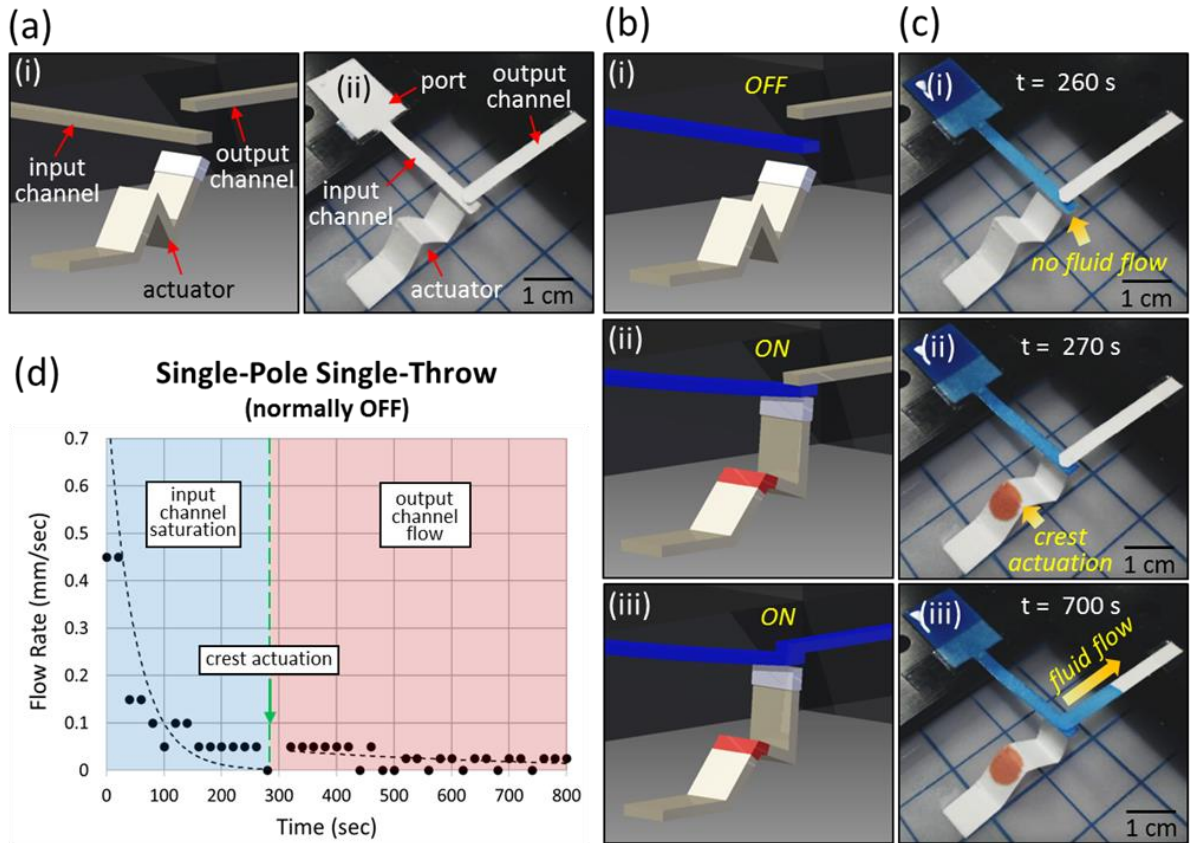 (a)
(i)
input
channel
output
channel
actuator
(ii)
port
output
channel
input
channel
actuator
1 cm
(b)
(i)
OFF
(ii)
ON
(iii)
ON
(c)
(i)
t = 260 s
no fluid flow
1 cm
(ii)
t = 270 s
crest
actuation
1 cm
(iii)
t = 700 s
fluid flow
1 cm
(d)
Single-Pole Single-Throw
(normally OFF)
Flow Rate (mm/sec)
0.7
0.6
0.5
0.4
0.3
0.2
0.1
0
input
channel
saturation
output
channel
flow
crest actuation
0 100 200 300 400 500 600 700 800
Time (sec)